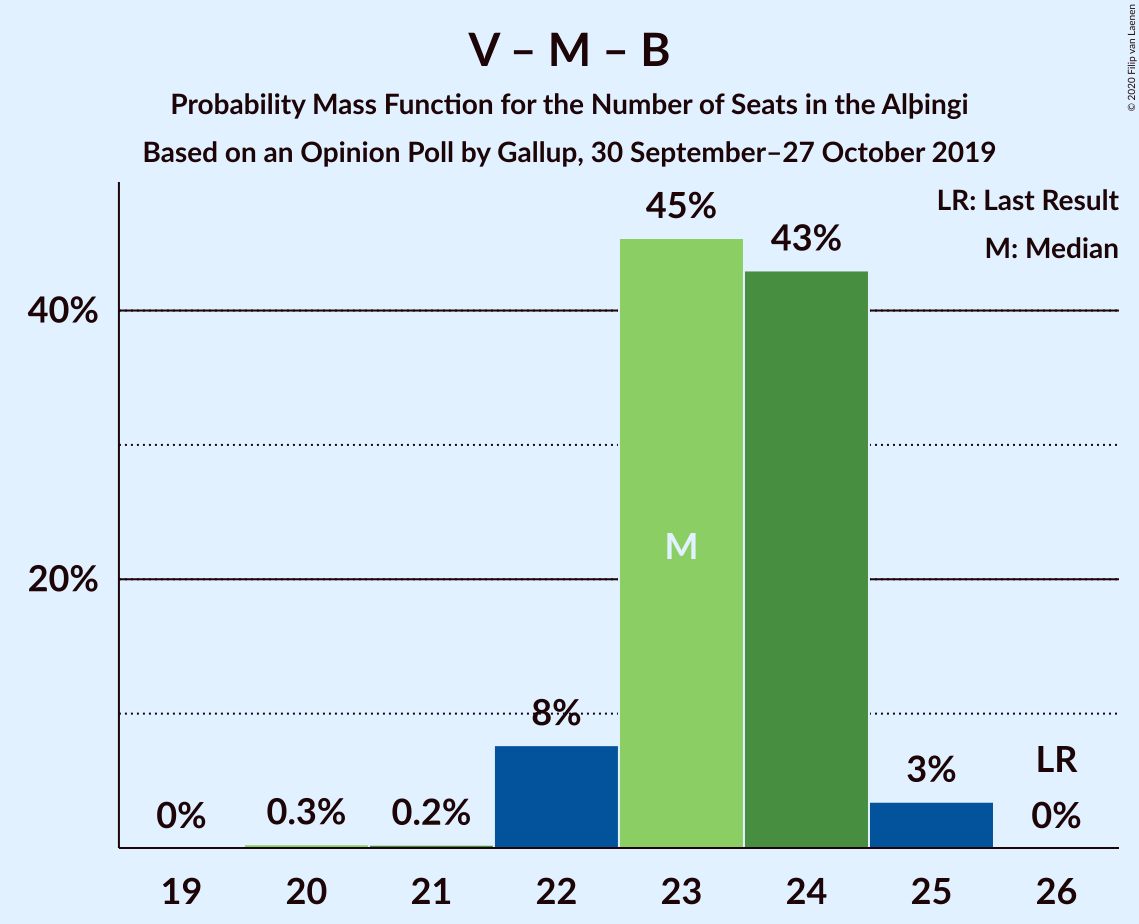 V – M – B
Probability Mass Function for the Number of Seats in the Alþingi
Based on an Opinion Poll by Gallup, 30 September–27 October 2019
© 2020 Filip van Laenen
LR: Last Result
M: Median
45%
43%
40%
M
20%
8%
LR
3%
0%
0.3%
0.2%
0%
19
20
21
22
23
24
25
26